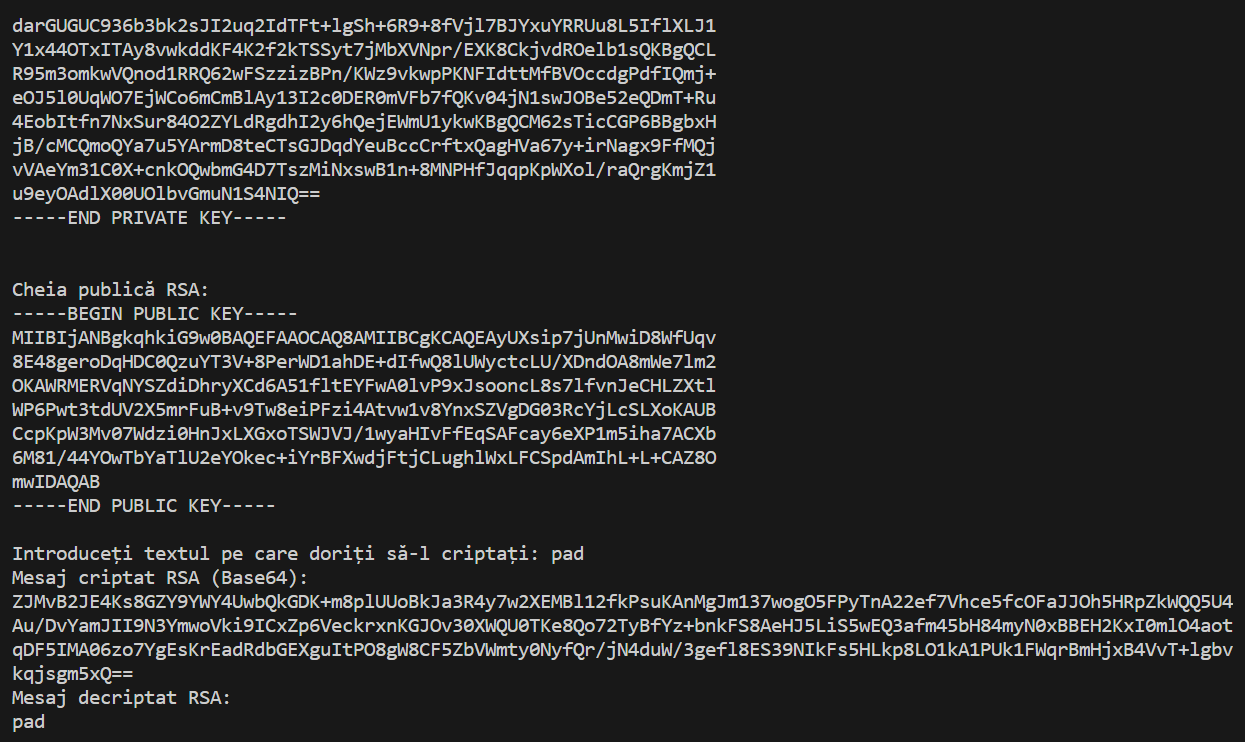 darGUGUC936b3bk2sJI2uq2IdTFt+lgSh+6R9+8fVjl7BJYxuYRRUu8L5IflXLJ1
Y1x44OTxITAy8vwkddKF4K2f2kTSSyt7jMbXVNpr/EXK8CkjvdROelb1sQKBgQCL
R95m3omkwVQnod1RRQ62wFSzzizBPn/KWz9vkwpPKNFIdttMfBVOccdgPdfIQmj+
eOJ5l0UqWO7EjWCo6mCmBlAy13I2c0DER0mVFb7fQKv04jN1swJOBe52eQDmT+Ru
4EobItfn7NxSur84O2ZYLdRgdhI2y6hQejEWmU1ykwKBgQCM62sTicCGP6BBgbxH
jB/cMCQmoQYa7u5YArmD8teCTsGJDqdYeuBccCrftxQagHVa67y+irNagx9FfMQj
vVAeYm31C0X+cnkOQwbmG4D7TszMiNxswB1n+8MNPHfJqqpKpWXol/raQrgKmjZ1
u9eyOAdlX00UOlbvGmuN1S4NIQ==
-----END PRIVATE KEY-----
Cheia publică RSA:
-----BEGIN PUBLIC KEY-----
MIIBIjANBgkqhkiG9w0BAQEFAAOCAQ8AMIIBCgKCAQEAyUXsip7jUnMwiD8WfUqv
8E48geroDqHDC0QzuYT3V+8PerWD1ahDE+dIfwQ8lUWyctcLU/XDndOA8mWe7lm2
OKAWRMERVqNYSZdiDhryXCd6A51fltEYFwA0lvP9xJsooncL8s7lfvnJeCHLZXtl
WP6Pwt3tdUV2X5mrFuB+v9Tw8eiPFzi4Atvw1v8YnxSZVgDG03RcYjLcSLXoKAUB
CcpKpW3Mv07Wdzi0HnJxLXGxoTSWJVJ/1wyaHIvFfEqSAFcay6eXP1m5iha7ACXb
6M81/44YOwTbYaTlU2eYOkec+iYrBFXwdjFtjCLughlWxLFCSpdAmIhL+L+CAZ8O
mwIDAQAB
-----END PUBLIC KEY-----
Introduceți textul pe care doriți să-l criptați: pad
Mesaj criptat RSA (Base64):
ZJMvB2JE4Ks8GZY9YWY4UwbQkGDK+m8plUUoBkJa3R4y7w2XEMBl12fkPsuKAnMgJm137wogO5FPyTnA22ef7Vhce5fcOFaJJOh5HRpZkWQQ5U4
Au/DvYamJII9N3YmwoVki9ICxZp6VeckrxnKGJOv30XWQU0TKe8Qo72TyBfYz+bnkFS8AeHJ5LiS5wEQ3afm45bH84myN0xBBEH2KxI0mlO4aot
qDF5IMA06zo7YgEsKrEadRdbGEXguItPO8gW8CF5ZbVWmty0NyfQr/jN4duW/3gefl8ES39NIkFs5HLkp8LO1kA1PUk1FWqrBmHjxB4VvT+lgbv
kqjsgm5xQ==
Mesaj decriptat RSA:
pad